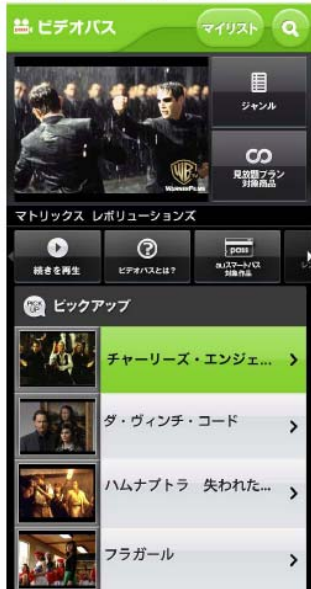 ビデオパス
マイリスト
WB
WARNER FILMS
ジャンル
見放題プラン
対象商品
マトリックス レボリューションズ
続きを再生
ビデオパスとは?
pass
auスマートパス
対象作品
PICK
UP
ピックアップ
チャーリーズ・エンジェ...
ダ・ヴィンチ・コード
ハムナプトラ 失われた...
フラガール